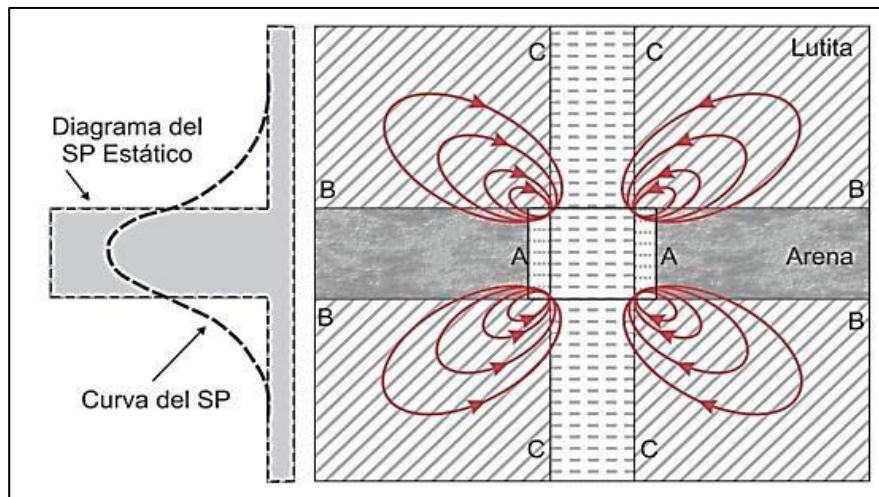 Diagrama del
SP Estático
Curva del SP
C
C
Lutita
B
B
A
A
Arena
B
B
C
C